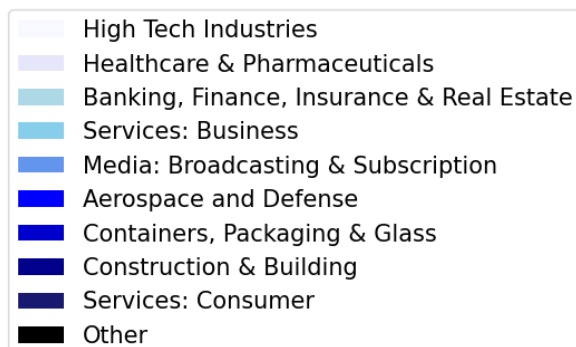 High Tech Industries
Healthcare & Pharmaceuticals
Banking, Finance, Insurance & Real Estate
Services: Business
Media: Broadcasting & Subscription
Aerospace and Defense
Containers, Packaging & Glass
Construction & Building
Services: Consumer
Other